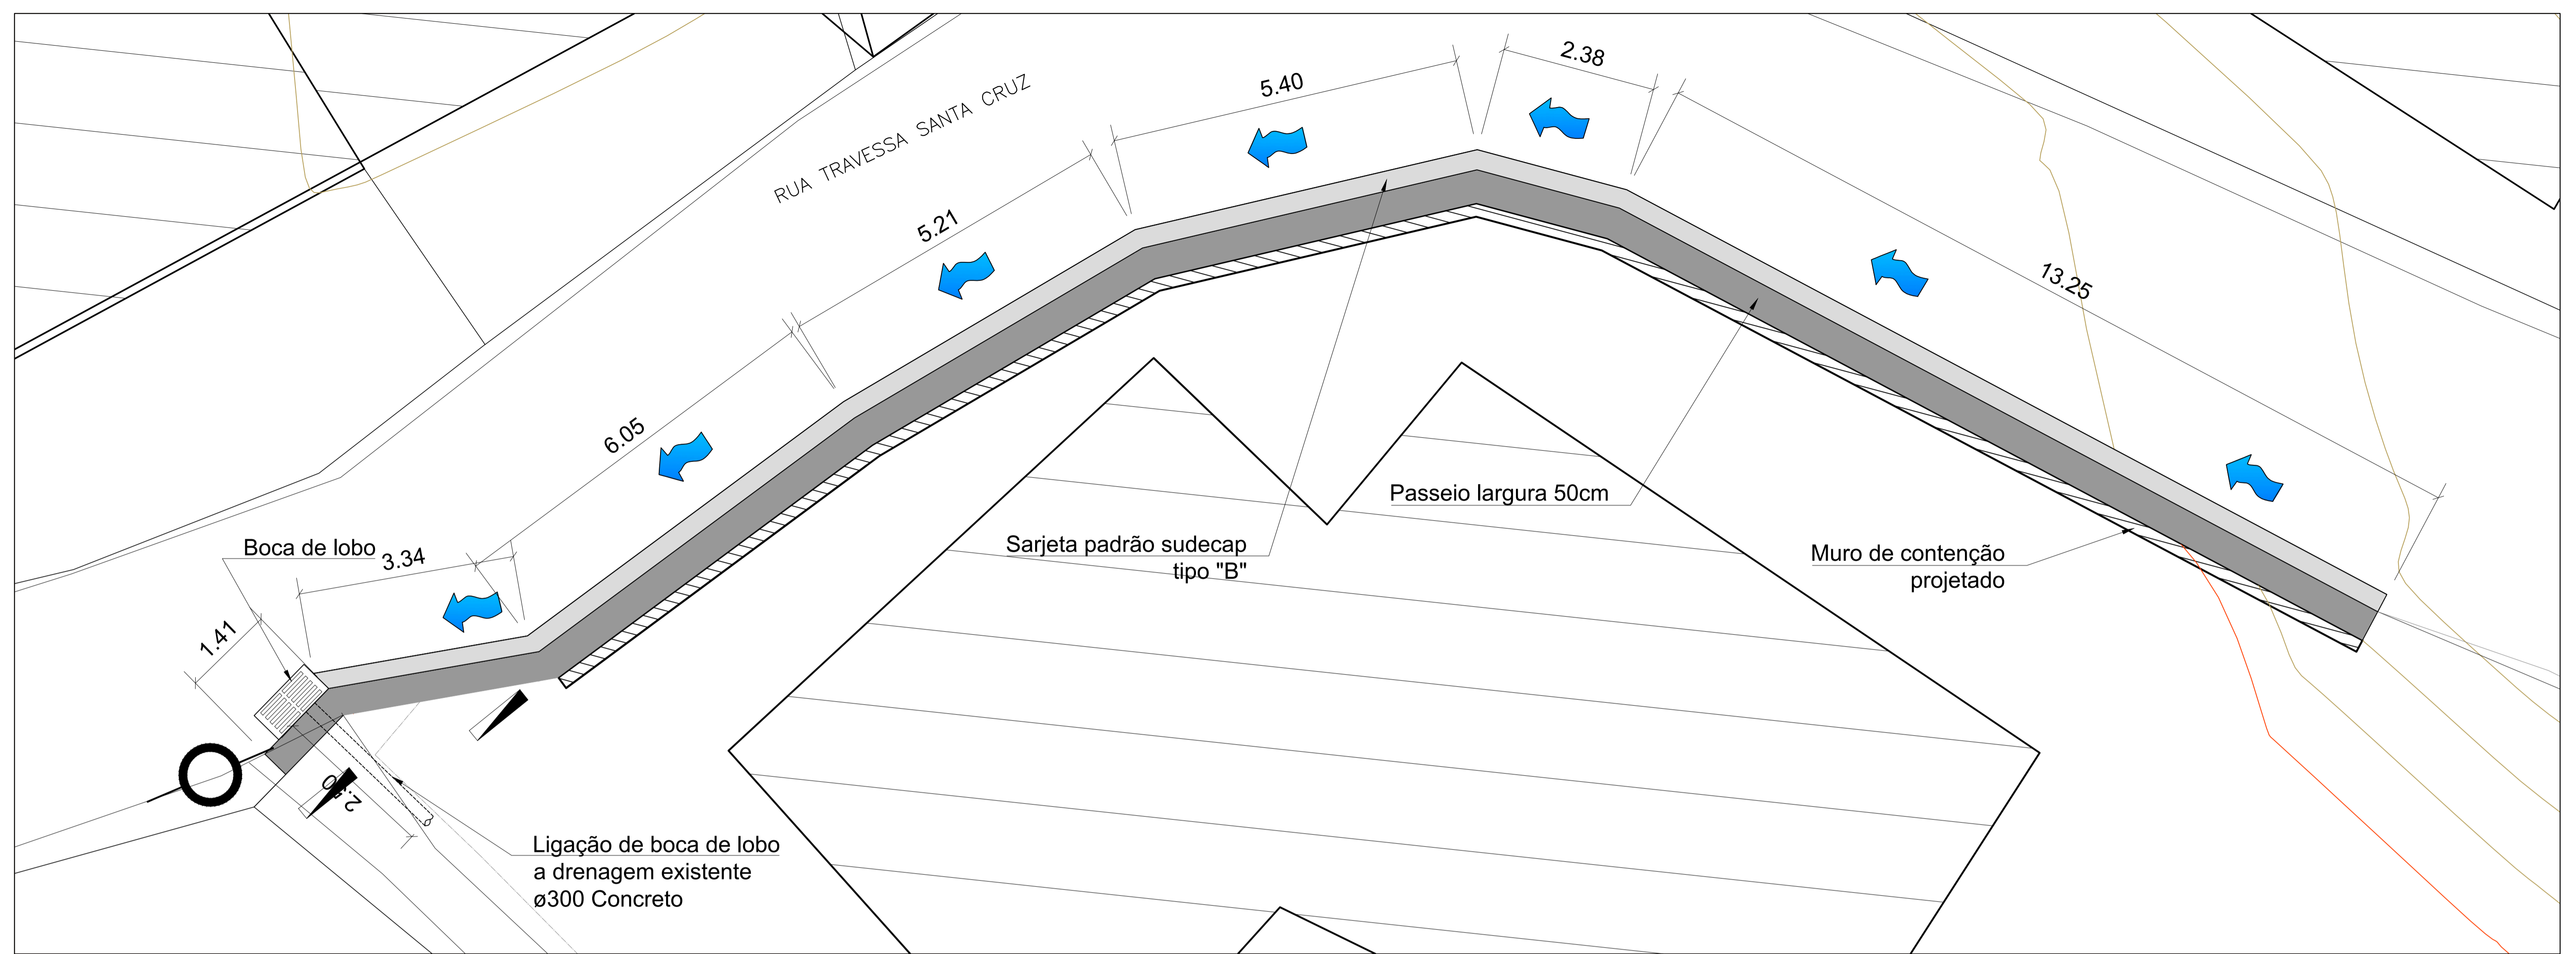 2.38
5.40
RUA TRAVESSA SANTA CRUZ
5.21
13.25
6.05
Passeio largura 50cm
Boca de lobo
3.34
Sarjeta padrão sudecap
tipo "B"
Muro de contenção
projetado
1.41
2.50
Ligação de boca de lobo
a drenagem existente
ø300 Concreto